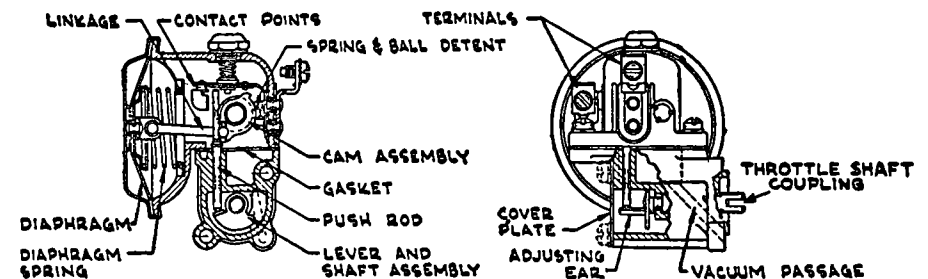 LINKAGE
CONTACT POINTS
SPRING & BALL DETENT
CAM ASSEMBLY
GASKET
PUSH ROD
LEVER AND
SHAFT ASSEMBLY
DIAPHRAGM
DIAPHRAGM
SPRING
TERMINALS
THROTTLE SHAFT
COUPLING
COVER
PLATE
ADJUSTING
EAR
VACUUM PASSAGE